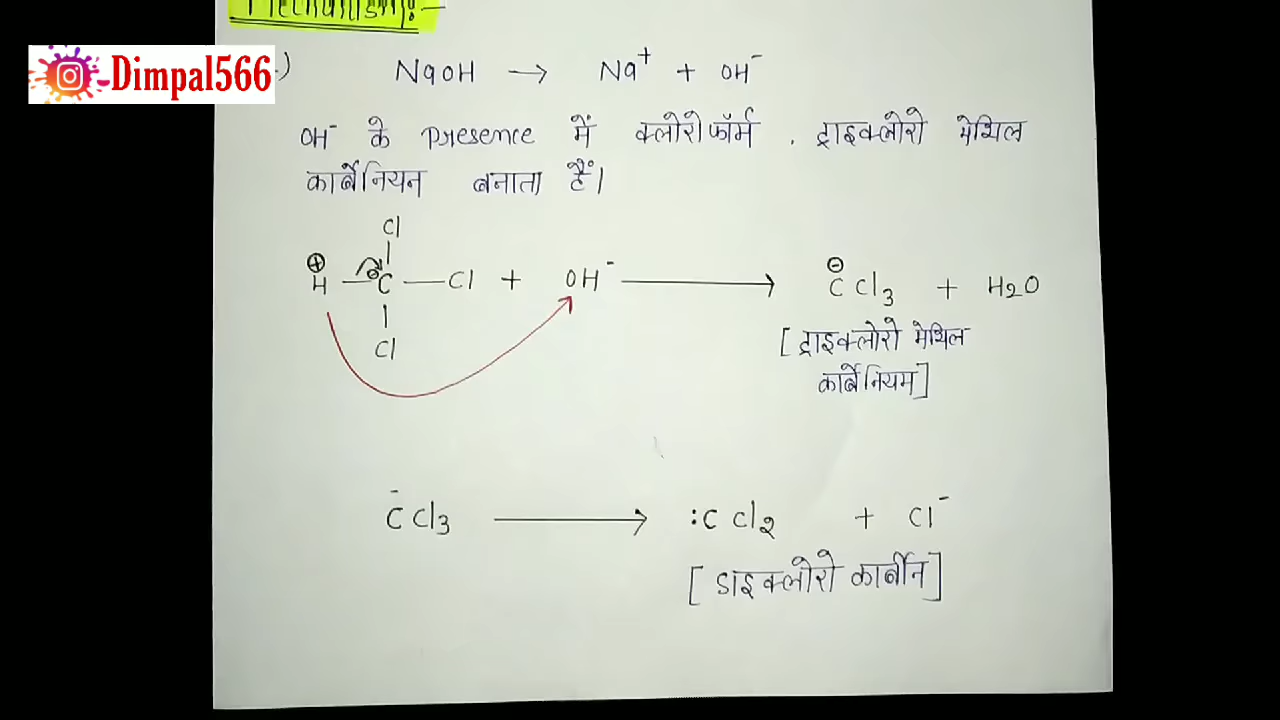 Mechanism:-
Dimpal566
.)
NaOH → Na⁺ + OH⁻
OH⁻ के Presence में क्लोरोफॉर्म . ट्राइक्लोरो मेथिल
कार्बेनियन बनाता हैं।
Cl
⊕
H — C — Cl + OH⁻ → ⊖
C Cl₃ + H₂O
Cl
[ ट्राइक्लोरो मेथिल
कार्बेनियम ]
C̄ Cl₃ → :C Cl₂ + Cl⁻
[ डाइक्लोरो कार्बीन ]